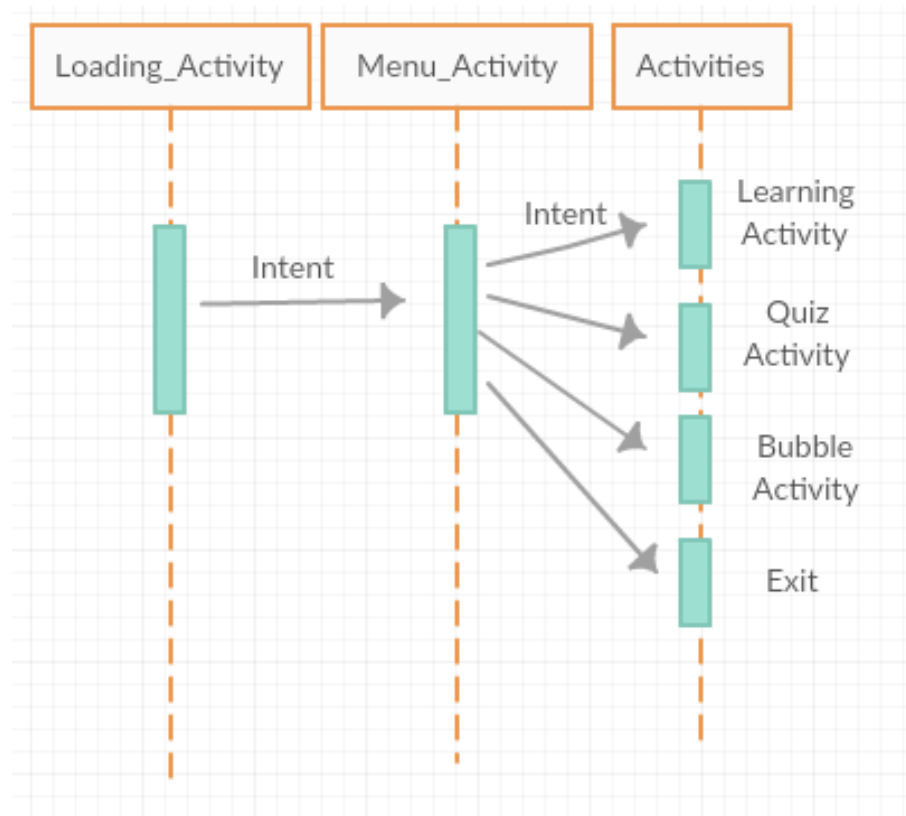 Loading_Activity
Menu_Activity
Activities
Intent
Intent
Learning
Activity
Quiz
Activity
Bubble
Activity
Exit